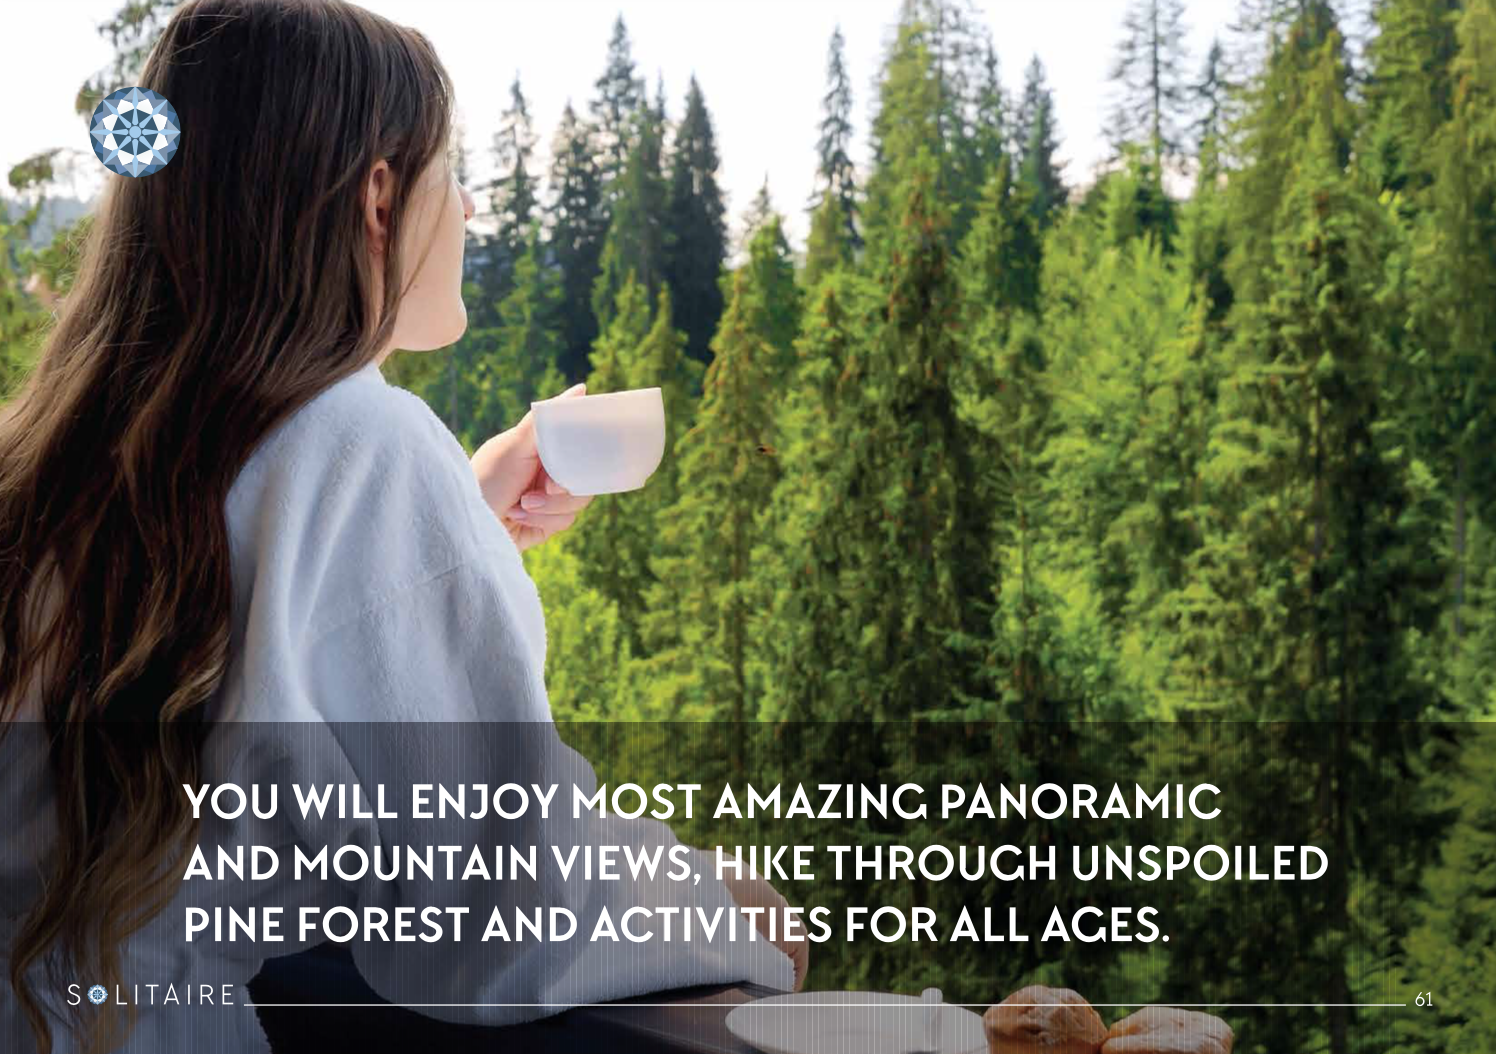 YOU WILL ENJOY MOST AMAZING PANORAMIC
AND MOUNTAIN VIEWS, HIKE THROUGH UNSPOILED
PINE FOREST AND ACTIVITIES FOR ALL AGES.
SOLITAIRE
61